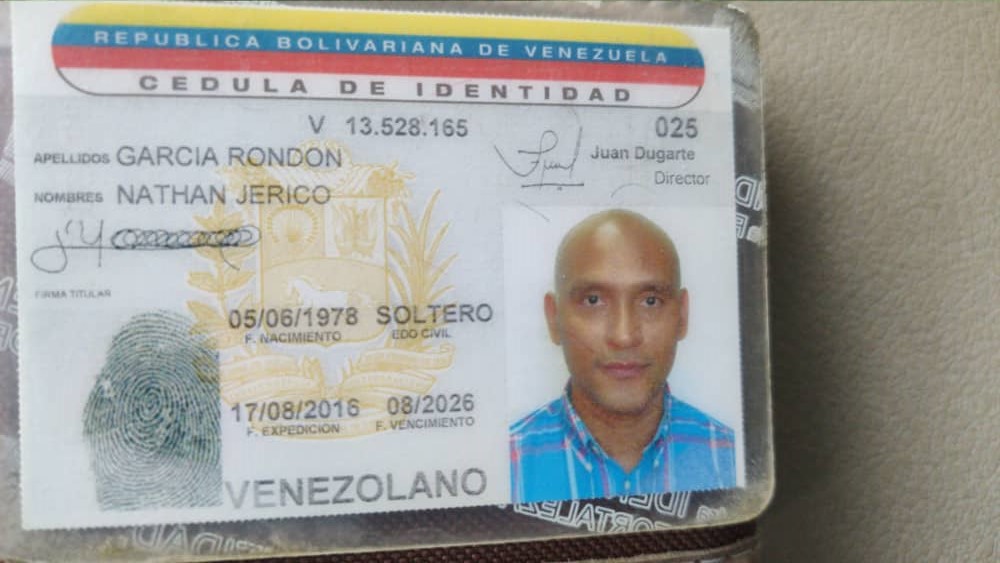 REPUBLICA BOLIVARIANA DE VENEZUELA
CEDULA DE IDENTIDAD
V 13.528.165
025
APELLIDOS GARCIA RONDON
Juan Dugarte
Director
NOMBRES NATHAN JERICO
FIRMA TITULAR
05/06/1978 SOLTERO
F. NACIMIENTO EDO CIVIL
17/08/2016 08/2026
F. EXPEDICION F. VENCIMIENTO
VENEZOLANO